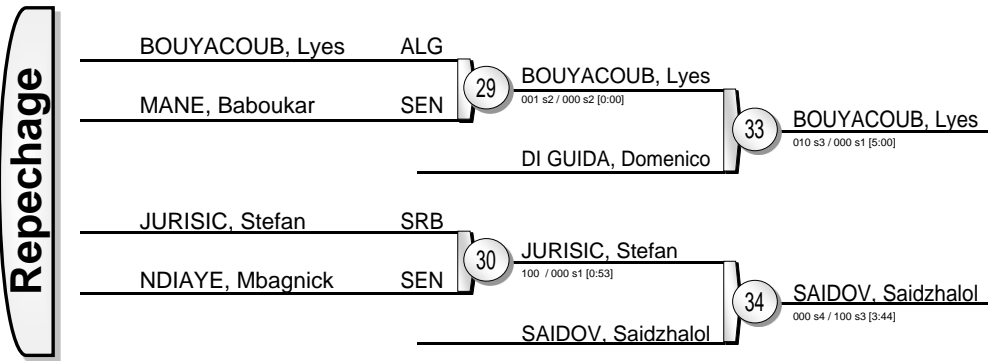 Repechage
BOUYACOUB, Lyes ALG
MANE, Baboukar SEN
29
BOUYACOUB, Lyes
001 s2 / 000 s2 [0:00]
DI GUIDA, Domenico
33
BOUYACOUB, Lyes
010 s3 / 000 s1 [5:00]
JURISIC, Stefan SRB
NDIAYE, Mbagnick SEN
30
JURISIC, Stefan
100 / 000 s1 [0:53]
SAIDOV, Saidzhalol
34
SAIDOV, Saidzhalol
000 s4 / 100 s3 [3:44]